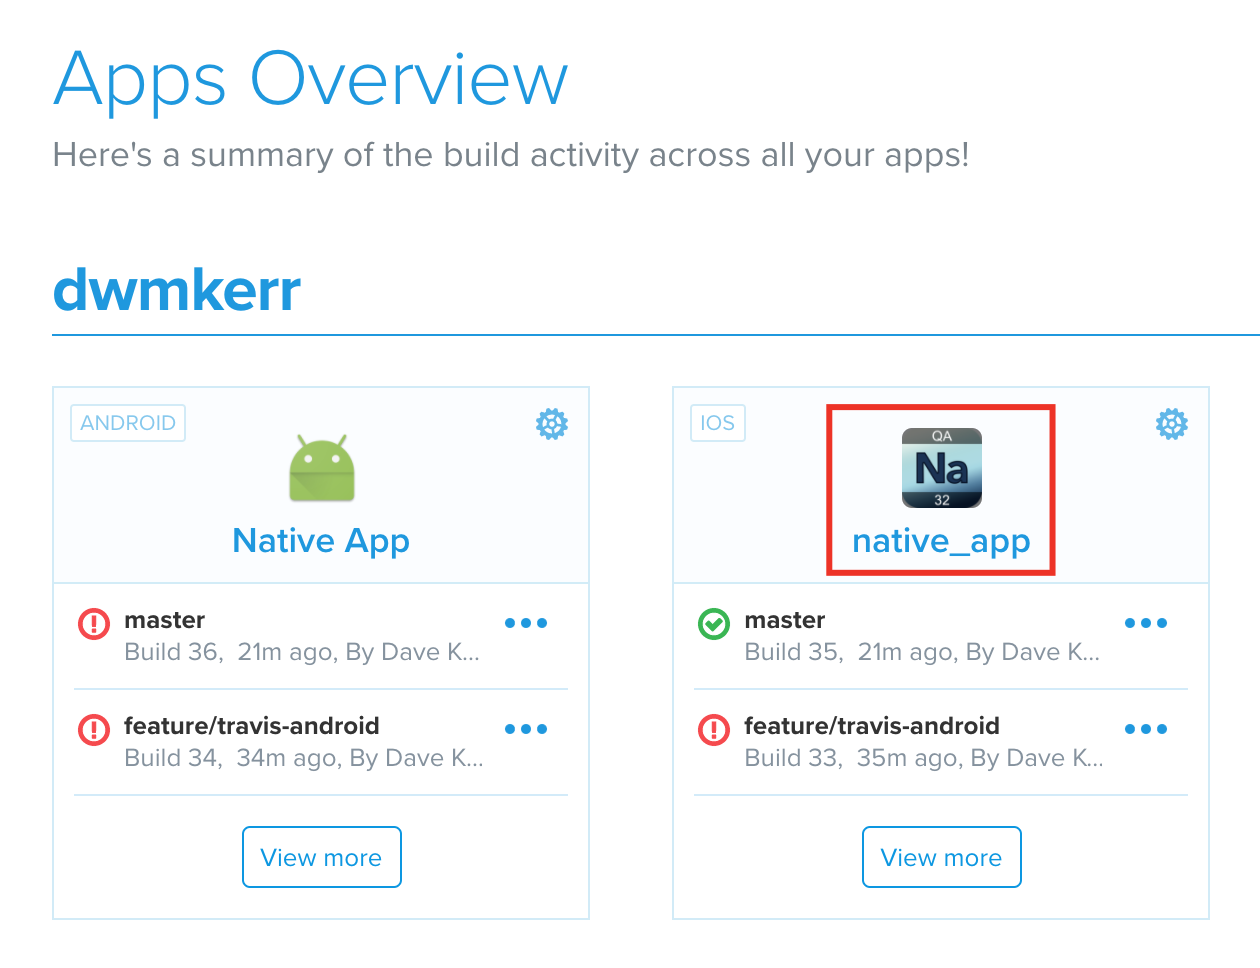 Apps Overview
Here's a summary of the build activity across all your apps!
dwmkerr
ANDROID
Native App
master
Build 36, 21m ago, By Dave K...
feature/travis-android
Build 34, 34m ago, By Dave K...
View more
IOS
QA
Na
32
native_app
master
Build 35, 21m ago, By Dave K...
feature/travis-android
Build 33, 35m ago, By Dave K...
View more